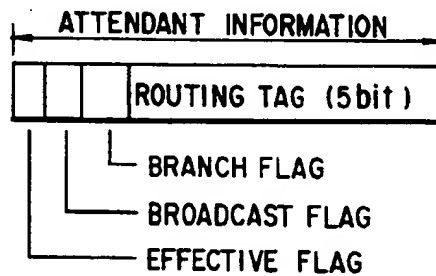 ATTENDANT INFORMATION
ROUTING TAG (5bit)
BRANCH FLAG
BROADCAST FLAG
EFFECTIVE FLAG